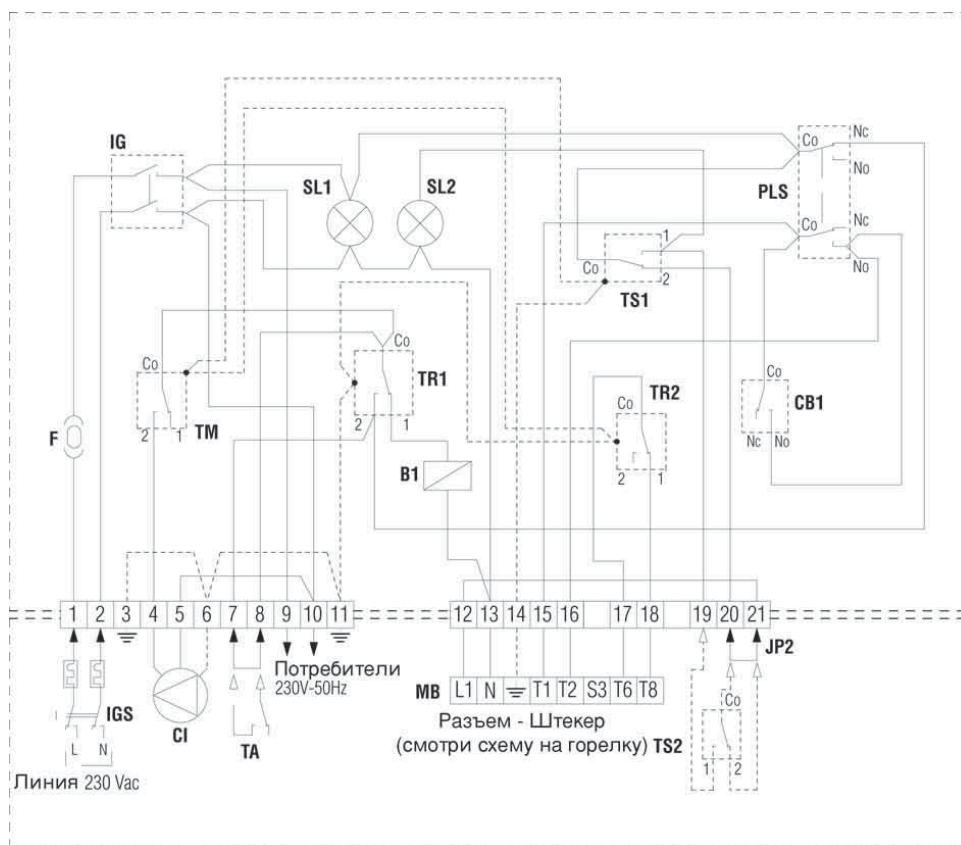 IG
SL1
SL2
Co
Nc
No
PLS
Co
Nc
No
Co
1
2
TS1
Co
2
1
TM
Co
TR1
2
1
Co
TR2
2
1
Co
CB1
Nc
No
F
B1
1 2 3 4 5 6 7 8 9 10 11
12 13 14 15 16 17 18 19 20 21
JP2
Потребители
230V-50Hz
MB L1 N T1 T2 S3 T6 T8
Разъем - Штекер
(смотри схему на горелку)
I
IGS
L N
CI
TA
TS2
Co
1
2
Линия 230 Vac